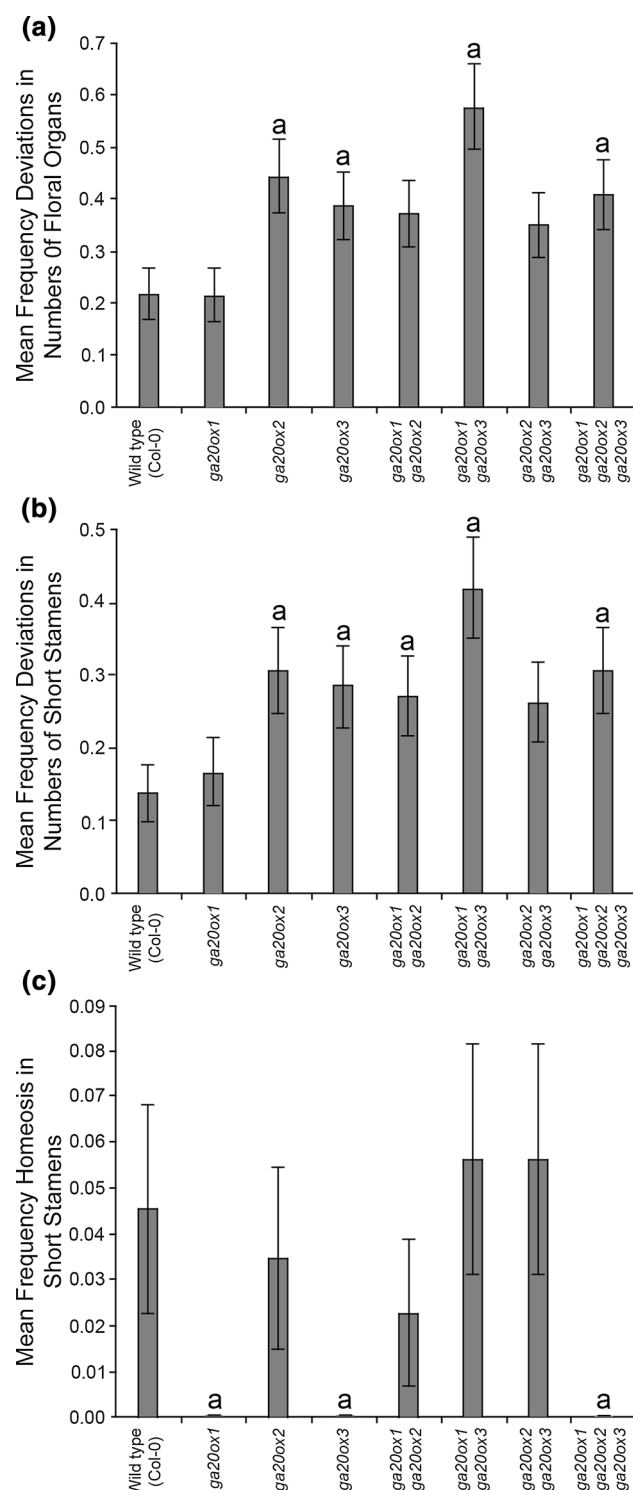 (a)
Mean Frequency Deviations in
Numbers 0f Floral Organs
0.7
0.6
0.5
0.4
0.3
0.2
0.1
0.0
a
a
a
a
Wild type
(Col-0)
ga20ox1
ga20ox2
ga20ox3
ga20ox1
ga20ox2
ga20ox1
ga20ox3
ga20ox2
ga20ox3
ga20ox1
ga20ox2
ga20ox3
(b)
Mean Frequency Deviations in
Numbers of Short Stamens
0.5
0.4
0.3
0.2
0.1
0.0
a
a
a
a
a
Wild type
(Col-0)
ga20ox1
ga20ox2
ga20ox3
ga20ox1
ga20ox2
ga20ox1
ga20ox3
ga20ox2
ga20ox3
ga20ox1
ga20ox2
ga20ox3
(c)
Mean Frequency Homeosis in
Short Stamens
0.09
0.08
0.07
0.06
0.05
0.04
0.03
0.02
0.01
0.00
a
a
a
Wild type
(Col-0)
ga20ox1
ga20ox2
ga20ox3
ga20ox1
ga20ox2
ga20ox1
ga20ox3
ga20ox2
ga20ox3
ga20ox1
ga20ox2
ga20ox3